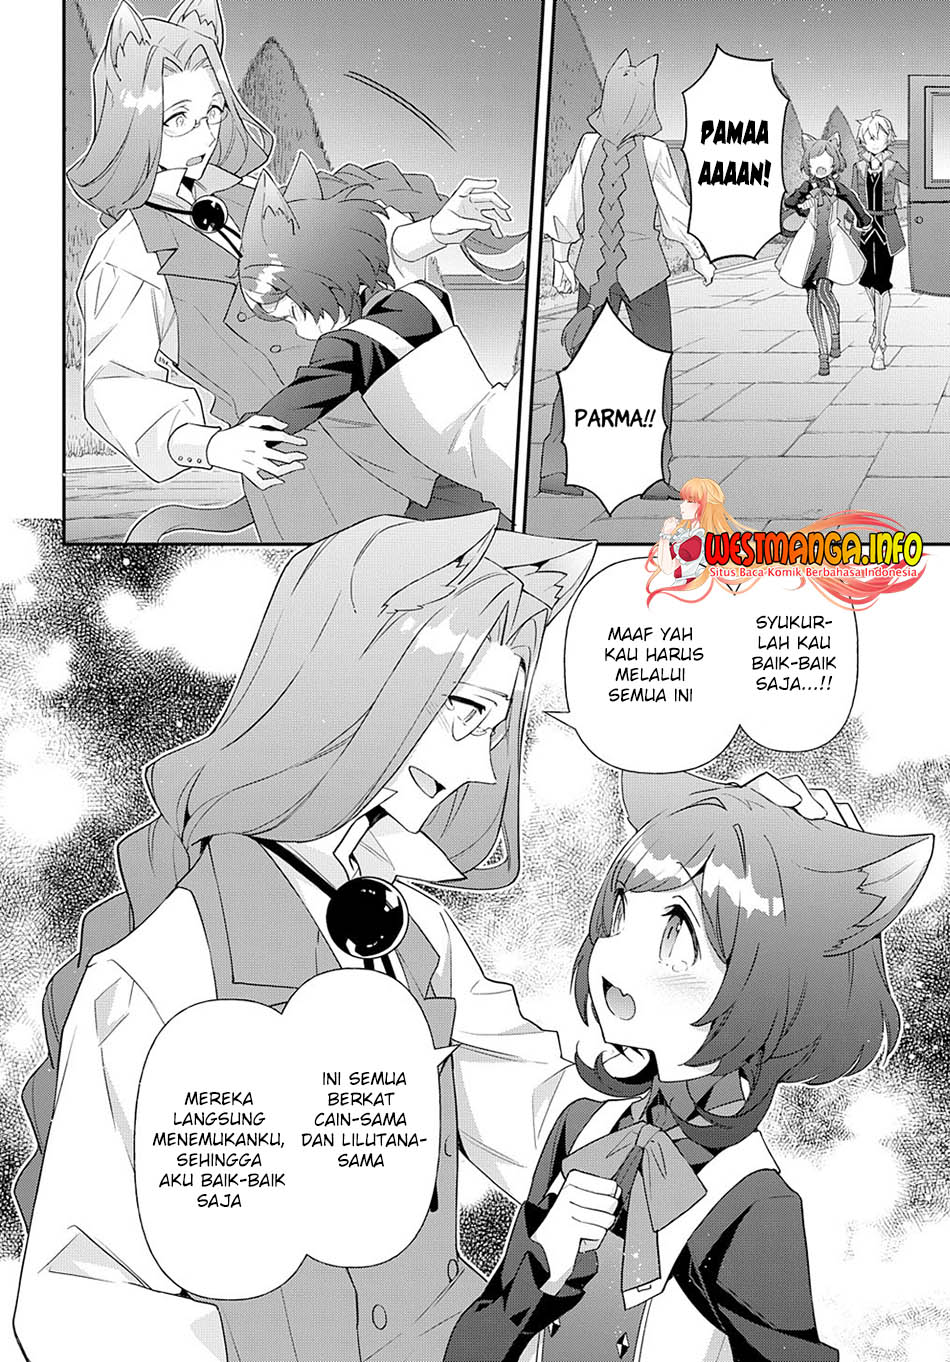 PAMAA
AAAAN!
PARMA!!
WESTMANGA.INFO
Situs Baca Komik Berbahasa Indonesia
SYUKUR-
LAH KAU
BAIK-BAIK
SAJA...!!
MAAF YAH
KAU HARUS
MELALUI
SEMUA INI
INI SEMUA
BERKAT
CAIN-SAMA
DAN LILUTANA-
SAMA
MEREKA
LANGSUNG
MENEMUKANKU,
SEHINGGA
AKU BAIK-BAIK
SAJA